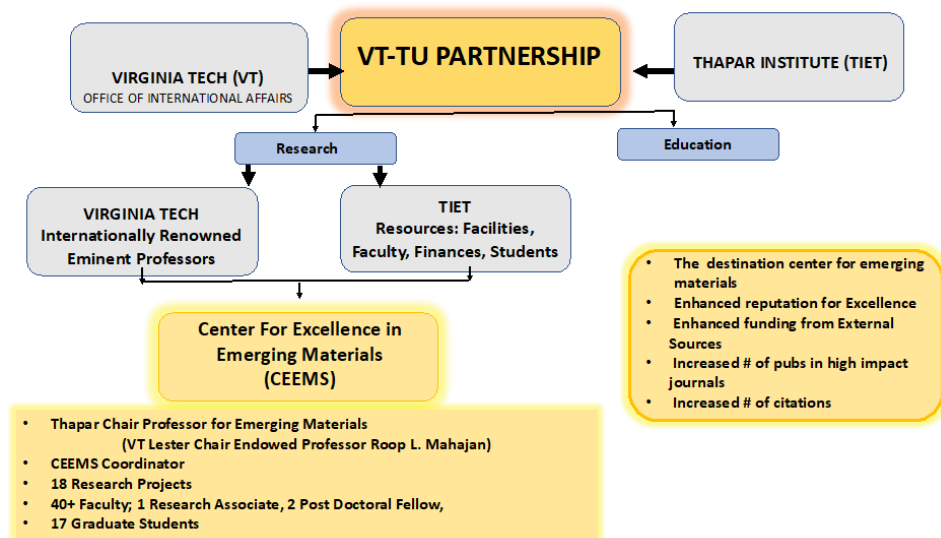 VIRGINIA TECH (VT)
OFFICE OF INTERNATIONAL AFFAIRS
VT-TU PARTNERSHIP
THAPAR INSTITUTE (TIET)
Research
Education
VIRGINIA TECH
Internationally Renowned
Eminent Professors
TIET
Resources: Facilities,
Faculty, Finances, Students
Center For Excellence in
Emerging Materials
(CEEMS)
• The destination center for emerging
materials
• Enhanced reputation for Excellence
• Enhanced funding from External
Sources
• Increased # of pubs in high impact
journals
• Increased # of citations
• Thapar Chair Professor for Emerging Materials
(VT Lester Chair Endowed Professor Roop L. Mahajan)
• CEEMS Coordinator
• 18 Research Projects
• 40+ Faculty; 1 Research Associate, 2 Post Doctoral Fellow,
• 17 Graduate Students